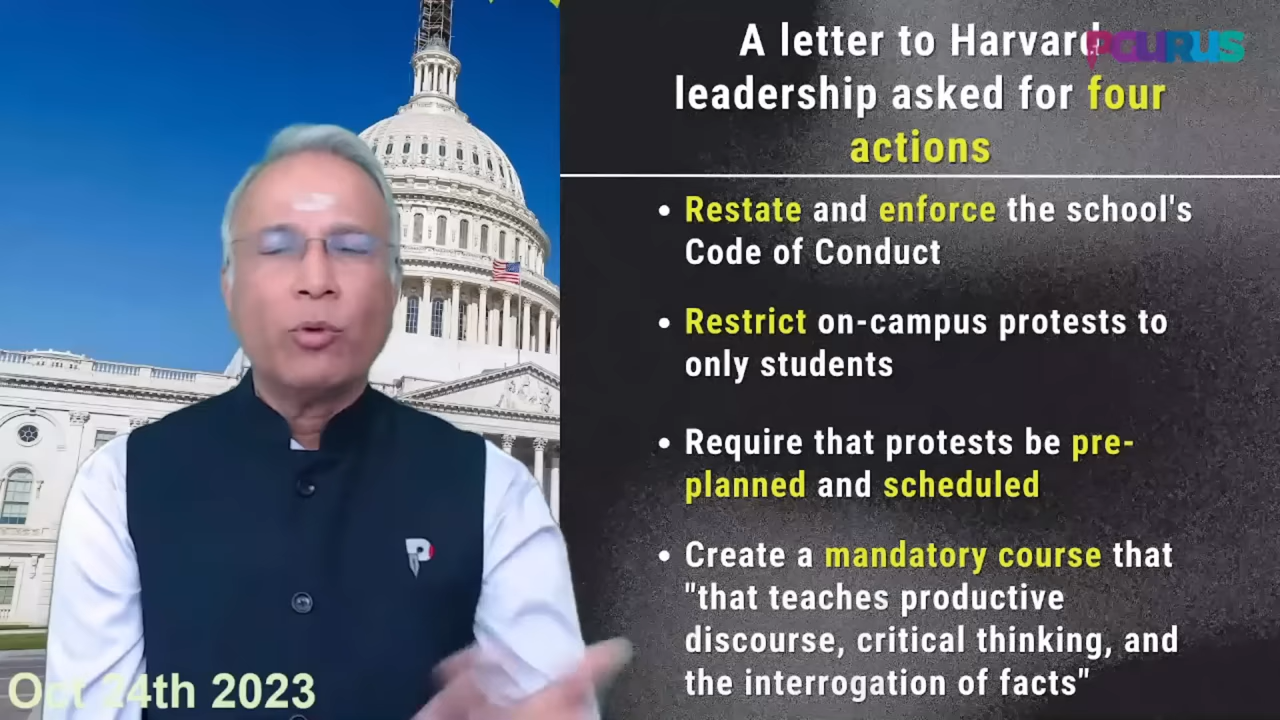 A letter to Harvard
leadership asked for four
actions
PGURUS
• Restate and enforce the school's
Code of Conduct
• Restrict on-campus protests to
only students
• Require that protests be pre-
planned and scheduled
• Create a mandatory course that
"that teaches productive
discourse, critical thinking, and
the interrogation of facts"
P
Oct 24th 2023